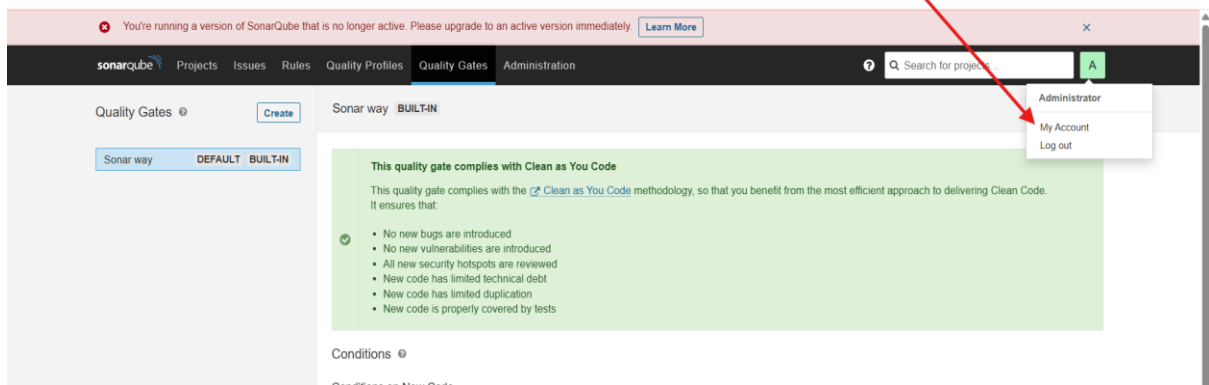 You're running a version of SonarQube that is no longer active. Please upgrade to an active version immediately. Learn More
sonarqube Projects Issues Rules Quality Profiles Quality Gates Administration Search for projects... A
Administrator
My Account
Log out
Quality Gates Create
Sonar way DEFAULT BUILT-IN
Sonar way BUILT-IN
This quality gate complies with Clean as You Code
This quality gate complies with the Clean as You Code methodology, so that you benefit from the most efficient approach to delivering Clean Code.
It ensures that:
• No new bugs are introduced
• No new vulnerabilities are introduced
• All new security hotspots are reviewed
• New code has limited technical debt
• New code has limited duplication
• New code is properly covered by tests
Conditions
Conditions on New Code